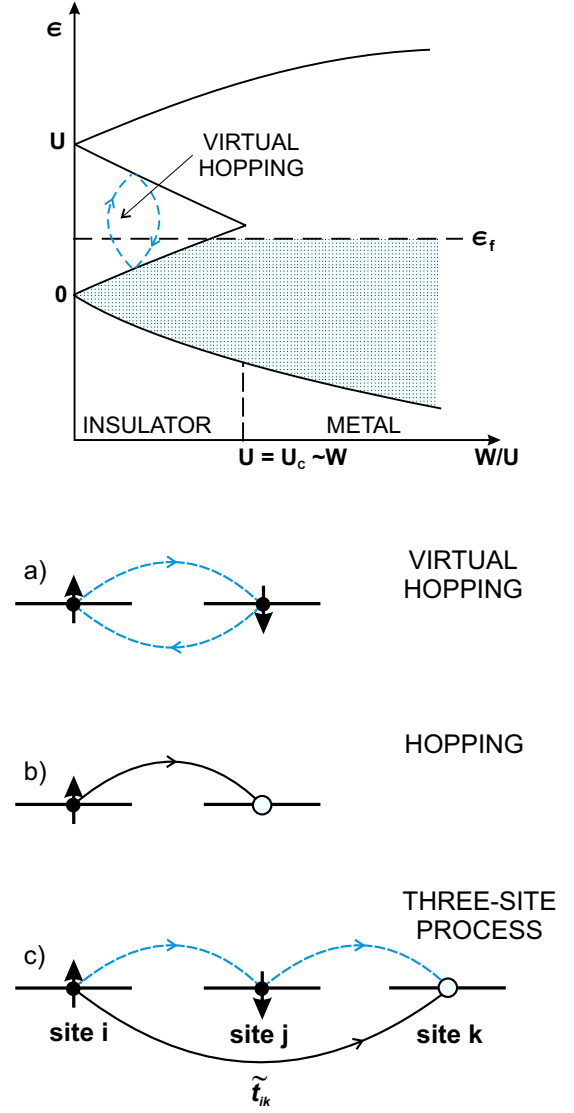 ϵ
U
VIRTUAL
HOPPING
ϵf
0
INSULATOR
METAL
U = Uc ~W
W/U
a)
VIRTUAL
HOPPING
b)
HOPPING
c)
THREE-SITE
PROCESS
site i
site j
site k
t̃ik